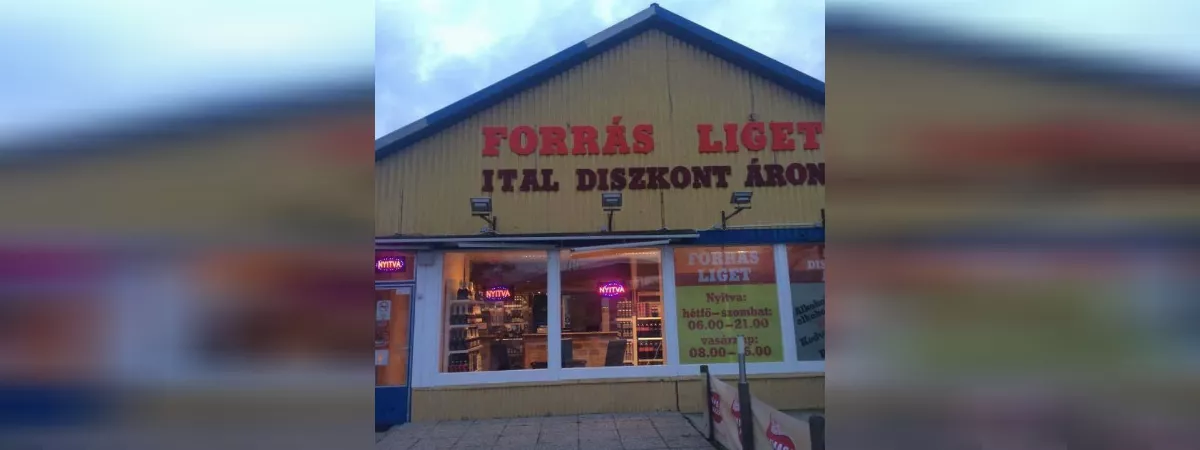 FORRÁS LIGET
ITAL DISZKONT ÁRON
NYITVA
NYITVA
NYITVA
FORRÁS
LIGET
Nyitva:
hétfő-szombat:
06.00-21.00
vasárnap:
08.00-